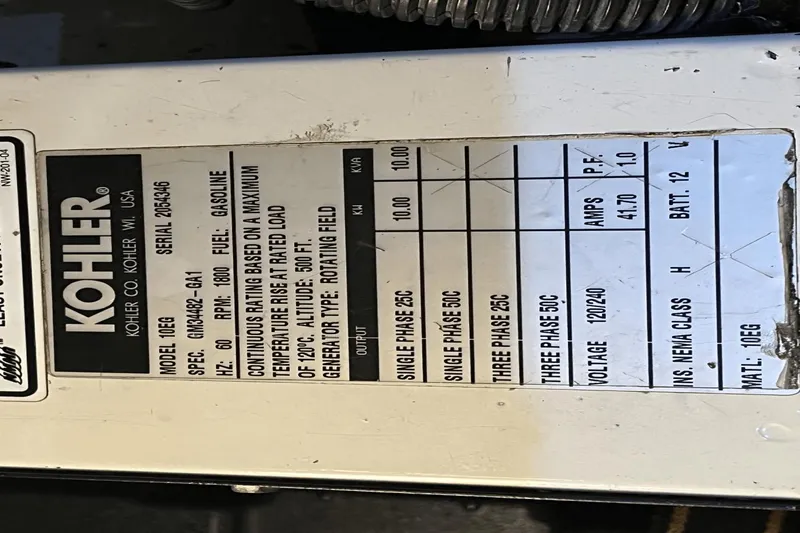 NW-201-04
KOHLER®
KOHLER CO. KOHLER WI. USA
MODEL 10EG SERIAL 2054346
SPEC. GM34482-GA1
HZ: 60 RPM: 1800 FUEL: GASOLINE
CONTINUOUS RATING BASED ON A MAXIMUM
TEMPERATURE RISE AT RATED LOAD
OF 120°C. ALTITUDE: 500 FT.
GENERATOR TYPE: ROTATING FIELD
OUTPUT KW KVA
SINGLE PHASE 25C 10.00 10.00
SINGLE PHASE 50C
THREE PHASE 25C
THREE PHASE 50C
VOLTAGE 120/240 AMPS 41.70 P.F. 1.0
INS. NEMA CLASS H BATT. 12 V
MATL: 10EG